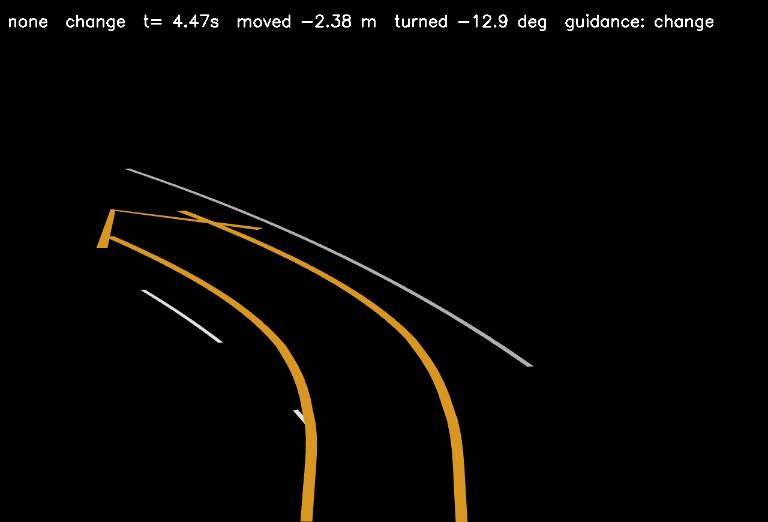 none change t= 4.47s moved −2.38 m turned −12.9 deg guidance: change